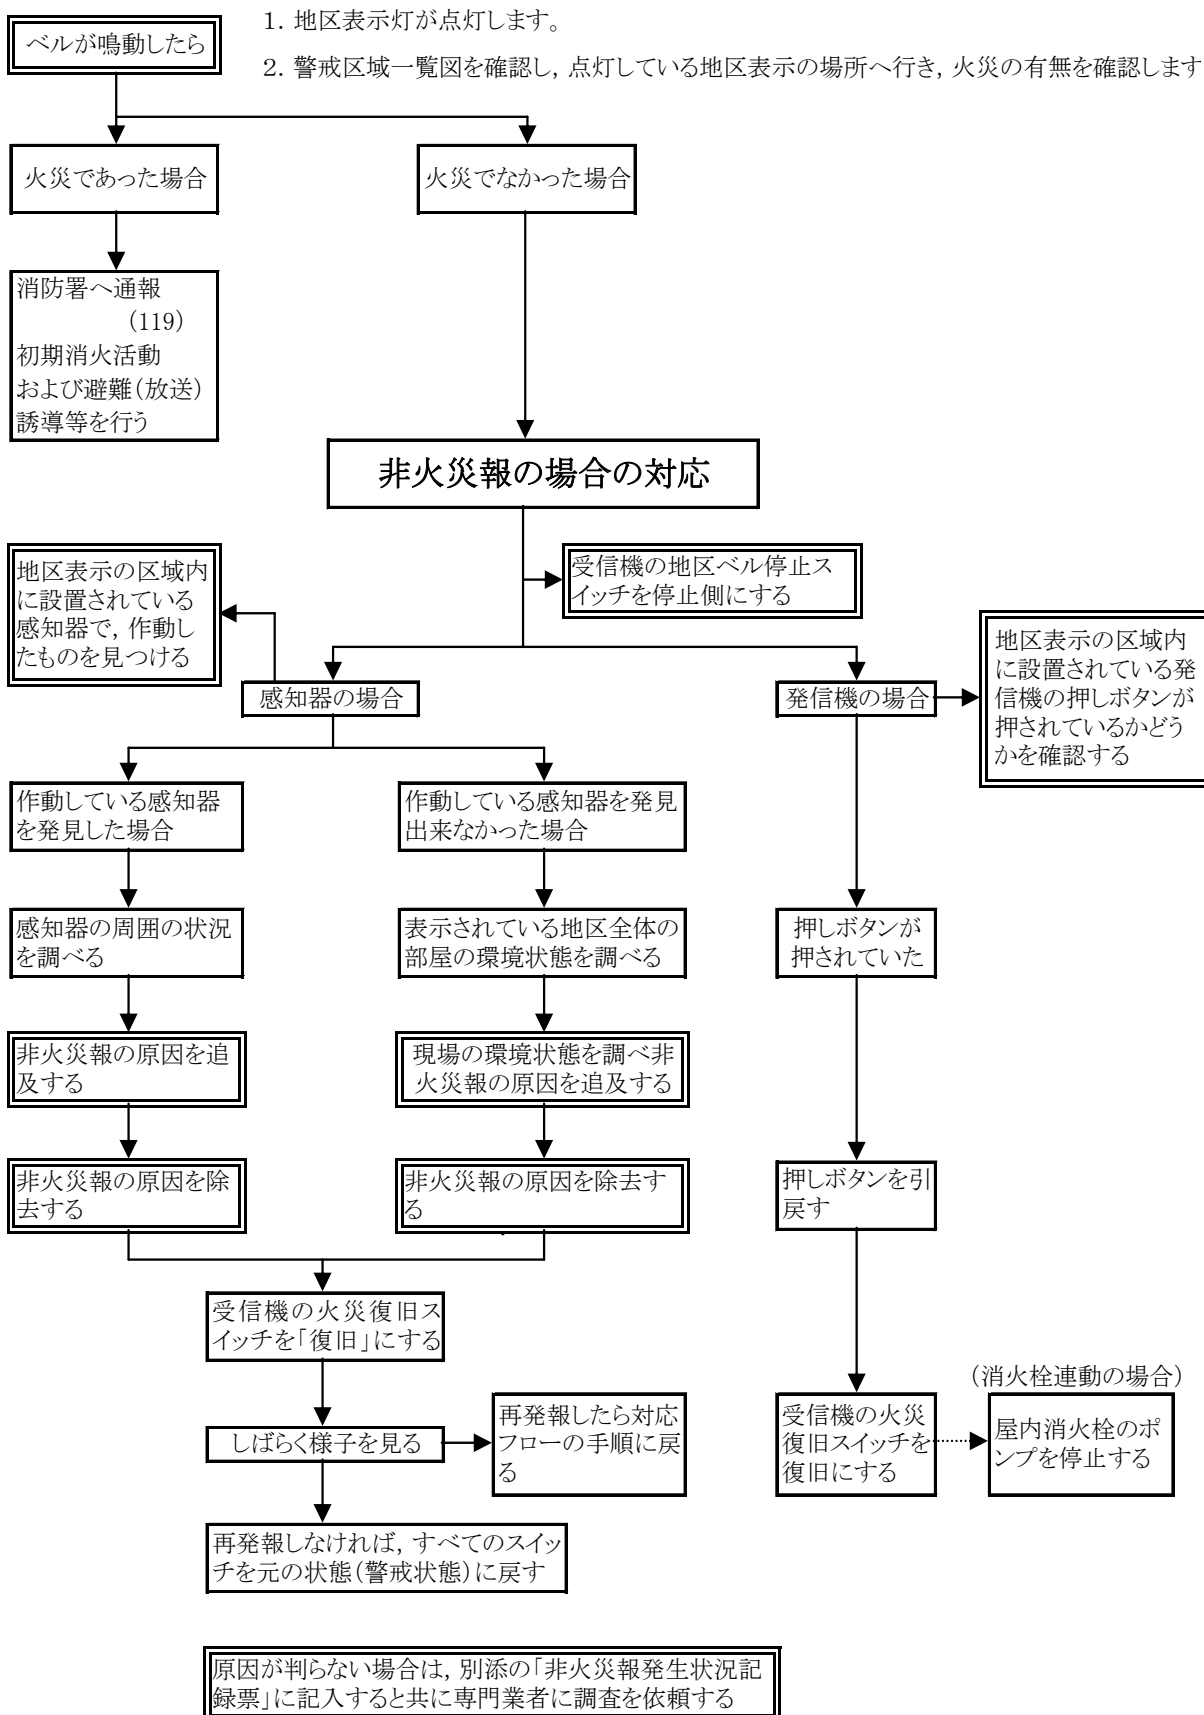 ベルが鳴動したら
1. 地区表示灯が点灯します。
2. 警戒区域一覧図を確認し, 点灯している地区表示の場所へ行き, 火災の有無を確認します
火災であった場合
火災でなかった場合
消防署へ通報
(119)
初期消火活動
および避難(放送)
誘導等を行う
非火災報の場合の対応
受信機の地区ベル停止ス
イッチを停止側にする
地区表示の区域内
に設置されている
感知器で, 作動し
たものを見つける
感知器の場合
発信機の場合
地区表示の区域内
に設置されている発
信機の押しボタンが
押されているかどう
かを確認する
作動している感知器
を発見した場合
作動している感知器を発見
出来なかった場合
感知器の周囲の状況
を調べる
表示されている地区全体の
部屋の環境状態を調べる
押しボタンが
押されていた
非火災報の原因を追
及する
現場の環境状態を調べ非
火災報の原因を追及する
非火災報の原因を除
去する
非火災報の原因を除去す
る
押しボタンを引
戻す
受信機の火災復旧ス
イッチを「復旧」にする
しばらく様子を見る
再発報したら対応
フローの手順に戻
る
受信機の火災
復旧スイッチを
復旧にする
(消火栓連動の場合)
屋内消火栓のポ
ンプを停止する
再発報しなければ, すべてのスイッ
チを元の状態(警戒状態)に戻す
原因が判らない場合は, 別添の「非火災報発生状況記
録票」に記入すると共に専門業者に調査を依頼する